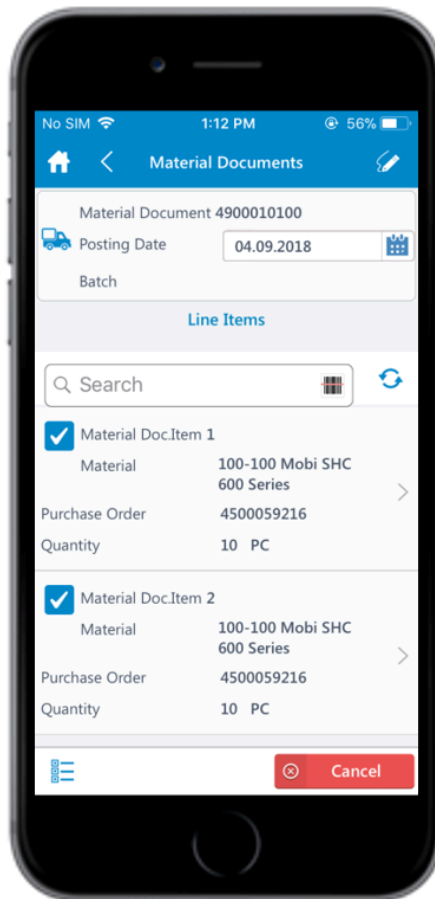 No SIM 1:12 PM 56%
Material Documents
Material Document 4900010100
Posting Date 04.09.2018
Batch
Line Items
Search
Material Doc.Item 1
Material 100-100 Mobi SHC
600 Series
Purchase Order 4500059216
Quantity 10 PC
Material Doc.Item 2
Material 100-100 Mobi SHC
600 Series
Purchase Order 4500059216
Quantity 10 PC
Cancel